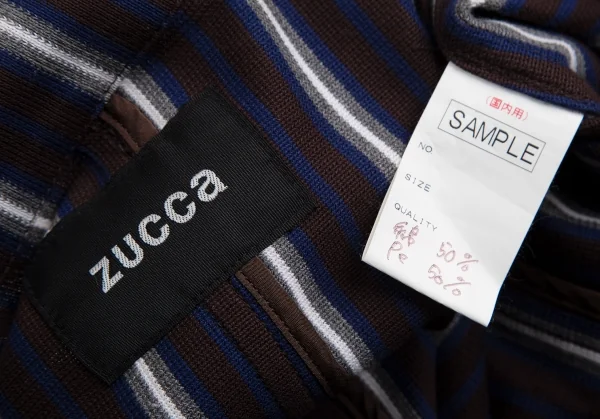 zucca
(国内用)
SAMPLE
NO
SIZE
QUALITY
綿 50%
Pe 50%